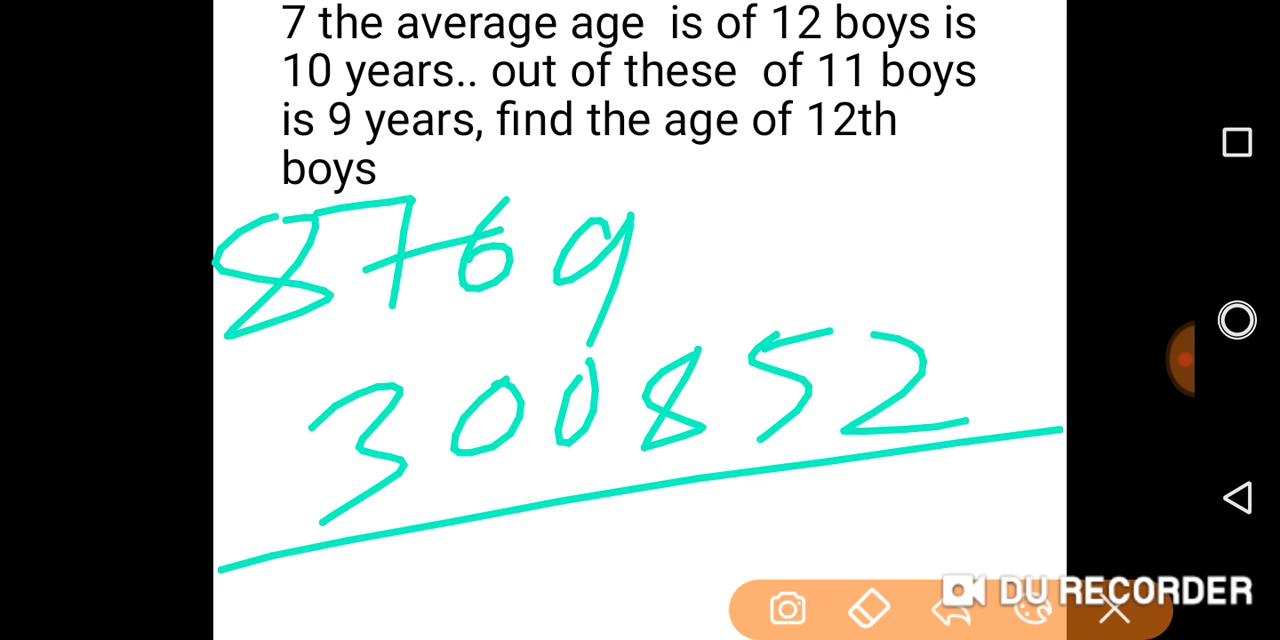 7 the average age  is of 12 boys is
10 years.. out of these  of 11 boys
is 9 years, find the age of 12th
boys
8769
300852
DU RECORDER